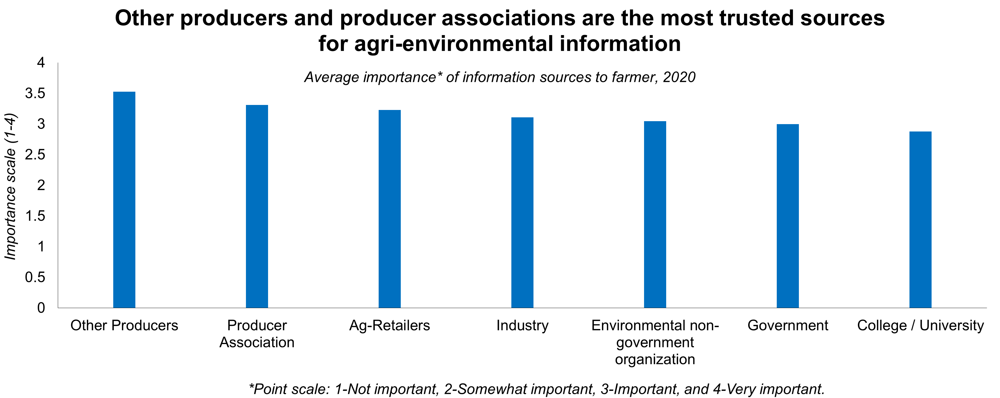 Other producers and producer associations are the most trusted sources
for agri-environmental information
Average importance* of information sources to farmer, 2020
Importance scale (1-4)
4
3.5
3
2.5
2
1.5
1
0.5
0
Other Producers
Producer
Association
Ag-Retailers
Industry
Environmental non-
government
organization
Government
College / University
*Point scale: 1-Not important, 2-Somewhat important, 3-Important, and 4-Very important.